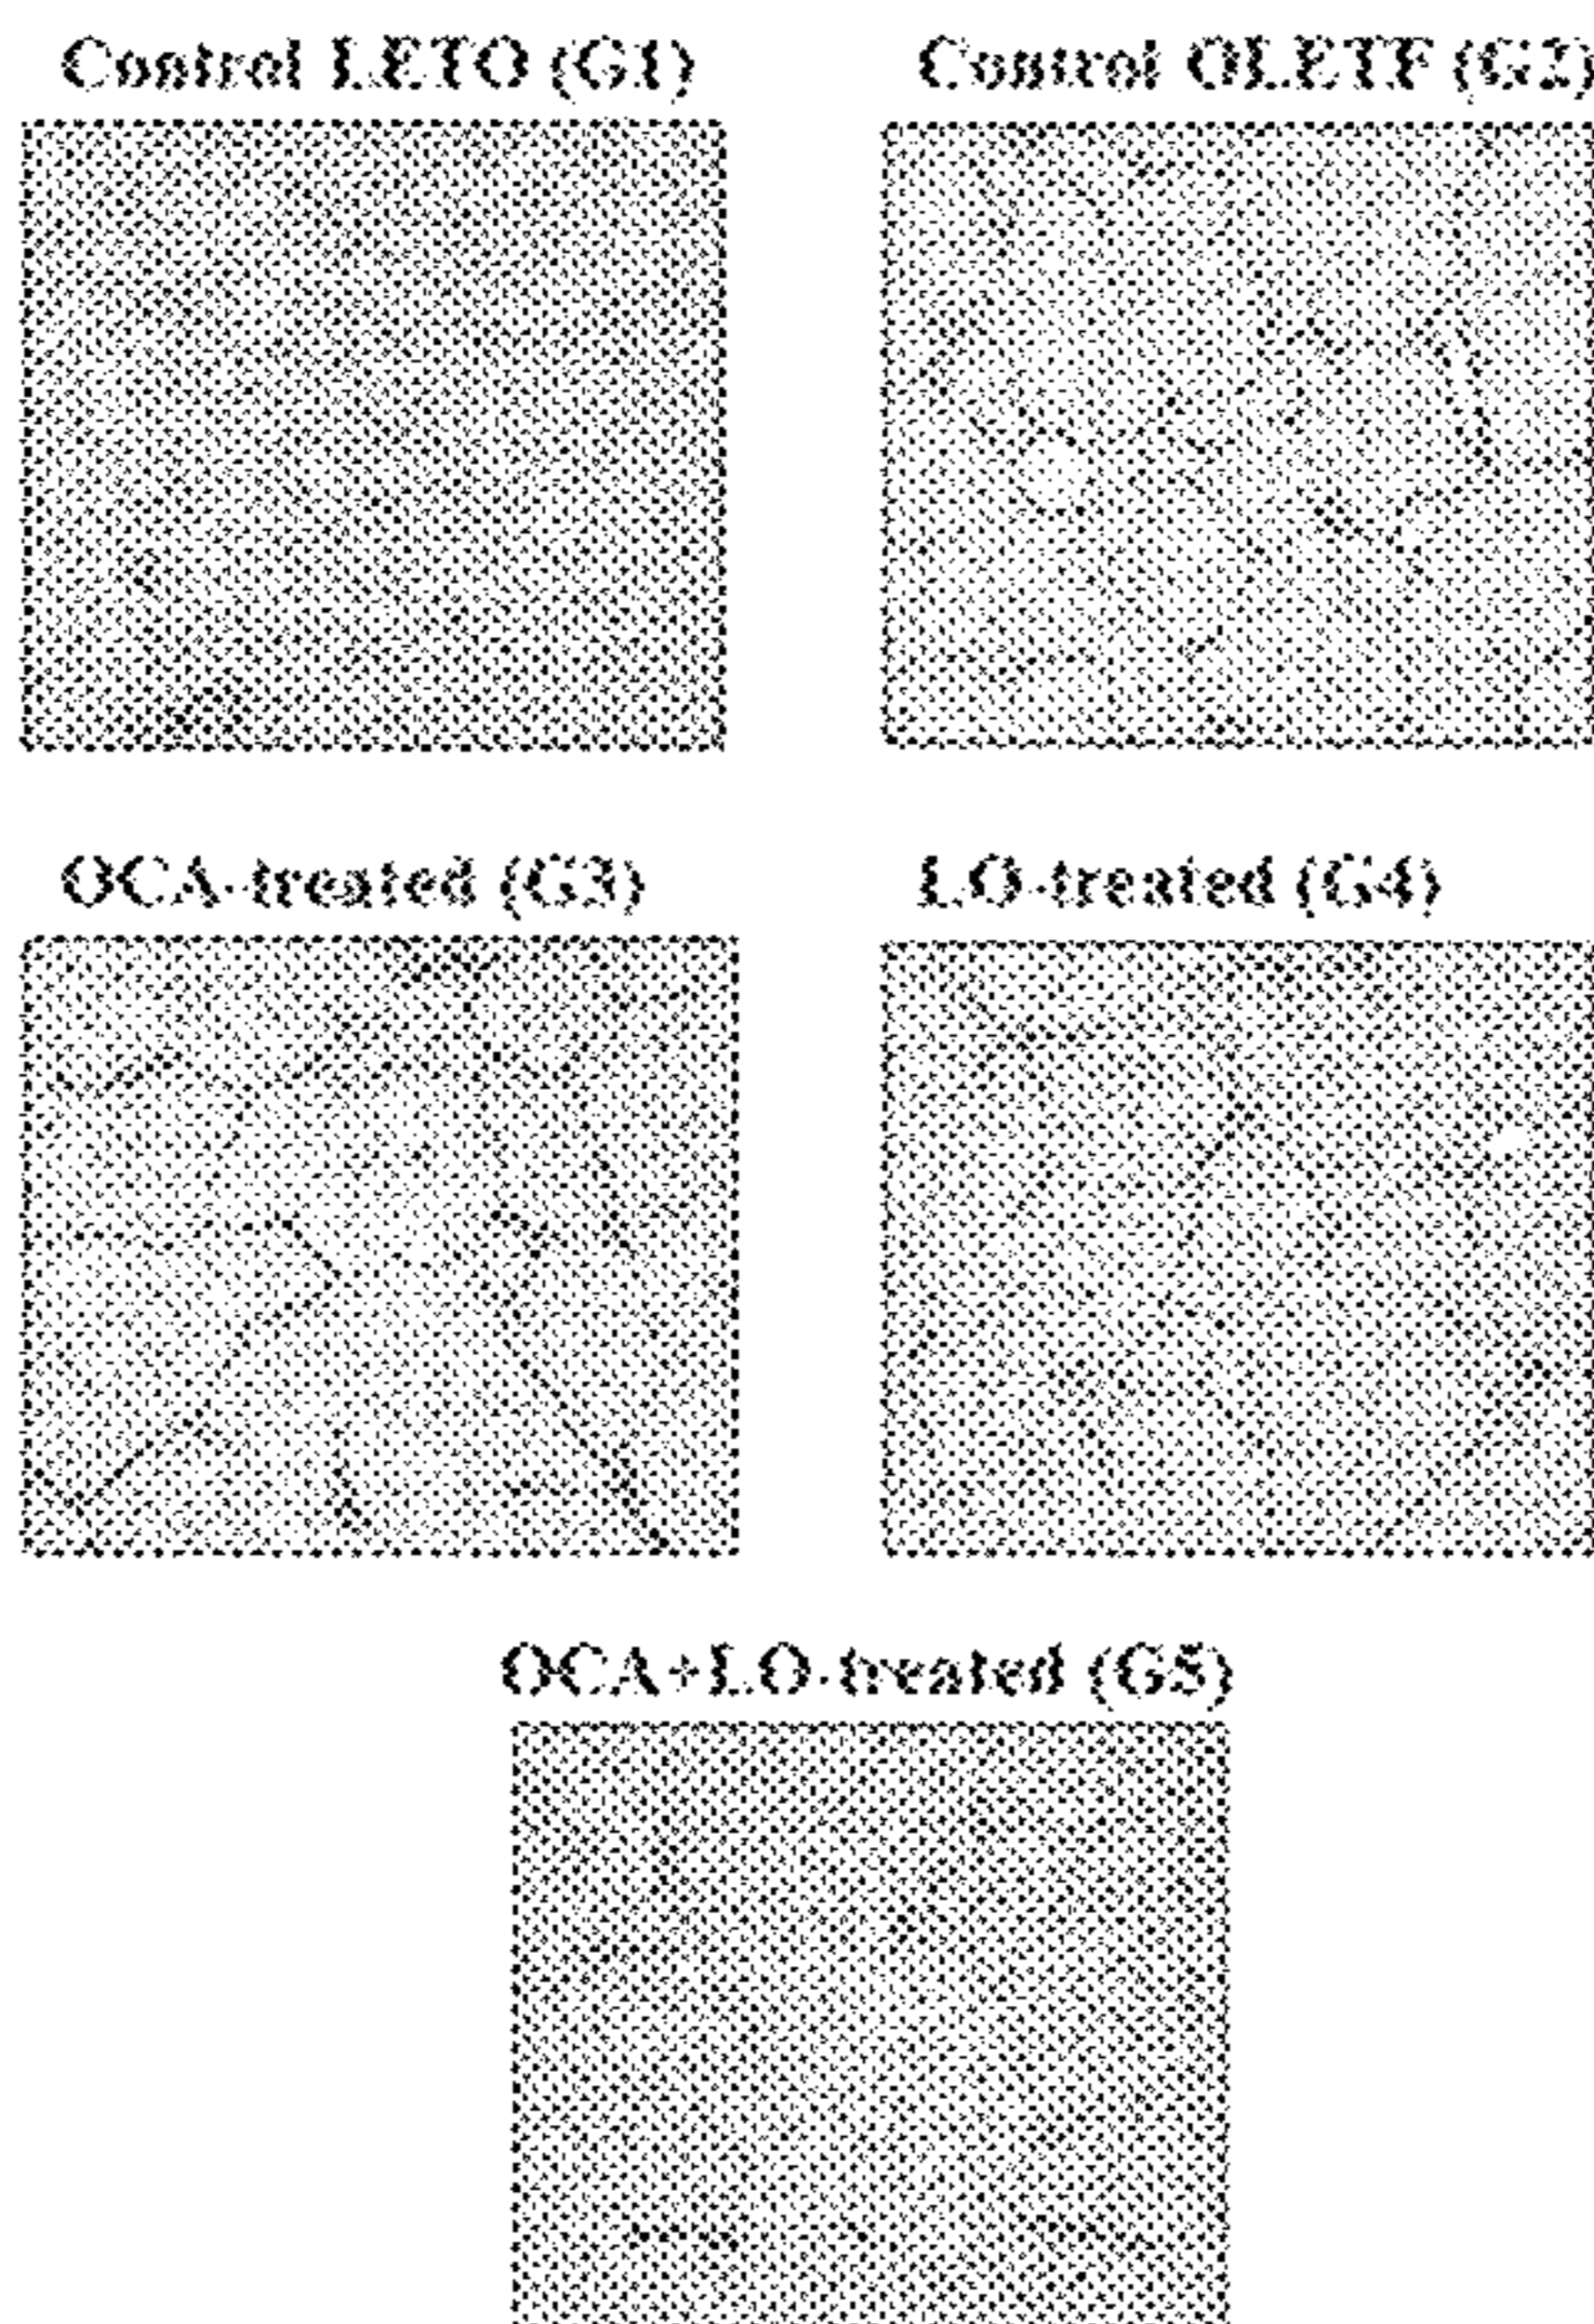 Control LETO (G1)
Control OLETF (G2)
OCA-treated (G3)
LO-treated (G4)
OCA+LO-treated (G5)